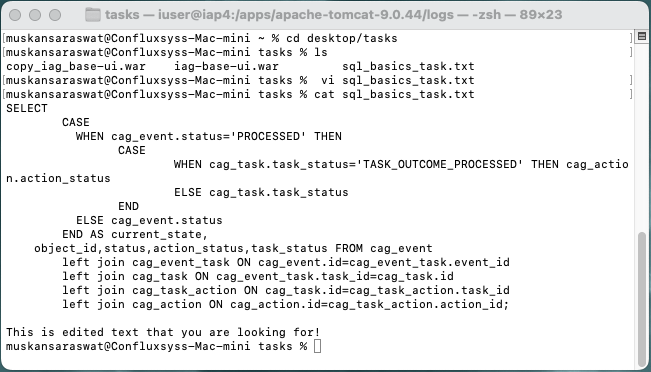 tasks — iuser@iap4:/apps/apache-tomcat-9.0.44/logs — -zsh — 89×23
[muskansaraswat@Confluxsyss-Mac-mini ~ % cd desktop/tasks ]
[muskansaraswat@Confluxsyss-Mac-mini tasks % ls ]
copy_iag_base-ui.war    iag-base-ui.war         sql_basics_task.txt
[muskansaraswat@Confluxsyss-Mac-mini tasks %  vi sql_basics_task.txt ]
[muskansaraswat@Confluxsyss-Mac-mini tasks % cat sql_basics_task.txt ]
SELECT
        CASE
          WHEN cag_event.status='PROCESSED' THEN
                CASE
                        WHEN cag_task.task_status='TASK_OUTCOME_PROCESSED' THEN cag_actio
n.action_status
                        ELSE cag_task.task_status
                END
          ELSE cag_event.status
        END AS current_state,
    object_id,status,action_status,task_status FROM cag_event
        left join cag_event_task ON cag_event.id=cag_event_task.event_id
        left join cag_task ON cag_event_task.task_id=cag_task.id
        left join cag_task_action ON cag_task.id=cag_task_action.task_id
        left join cag_action ON cag_action.id=cag_task_action.action_id;

This is edited text that you are looking for!
muskansaraswat@Confluxsyss-Mac-mini tasks %